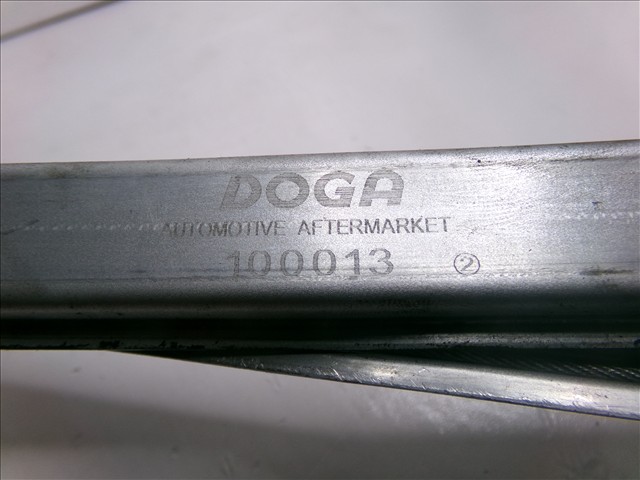 DOGA
AUTOMOTIVE AFTERMARKET
100013 ②